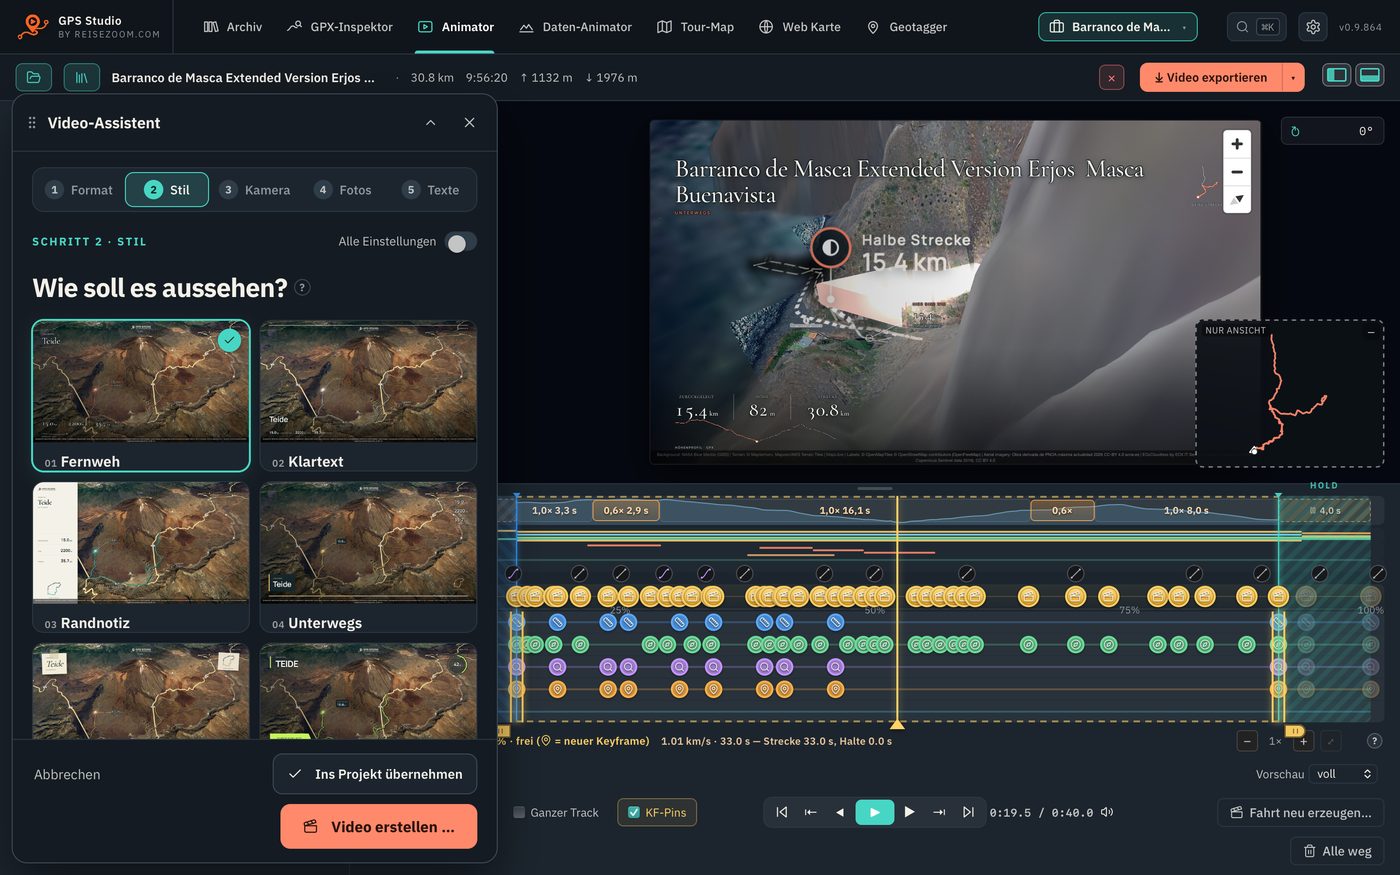 GPS Studio
BY REISEZOOM.COM
Archiv
GPX-Inspektor
Animator
Daten-Animator
Tour-Map
Web Karte
Geotagger
Barranco de Ma...
⌘K
v0.9.864
Barranco de Masca Extended Version Erjos ...
· 30.8 km 9:56:20 ↑ 1132 m ↓ 1976 m
Video exportieren
Video-Assistent
1 Format
2 Stil
3 Kamera
4 Fotos
5 Texte
SCHRITT 2 · STIL
Alle Einstellungen
Wie soll es aussehen? ?
Teide
01 Fernweh
Teide
02 Klartext
Teide
03 Randnotiz
Teide
04 Unterwegs
Teide
TEIDE
Abbrechen
Ins Projekt übernehmen
Video erstellen ...
0°
Barranco de Masca Extended Version Erjos Masca
Buenavista
UNTERWEGS
Halbe Strecke
15,4 km
15.4 km
82 m
30.8 km
HÖHENPROFIL · GPX
NUR ANSICHT
HOLD
1,0× 3,3 s
0,6× 2,9 s
1,0× 16,1 s
0,6×
1,0× 8,0 s
4,0 s
25%
50%
75%
100%
% · frei ( = neuer Keyframe)
1.01 km/s · 33.0 s — Strecke 33.0 s, Halte 0.0 s
− 1× + ?
Vorschau voll
Ganzer Track
KF-Pins
0:19.5 / 0:40.0
Fahrt neu erzeugen...
Alle weg